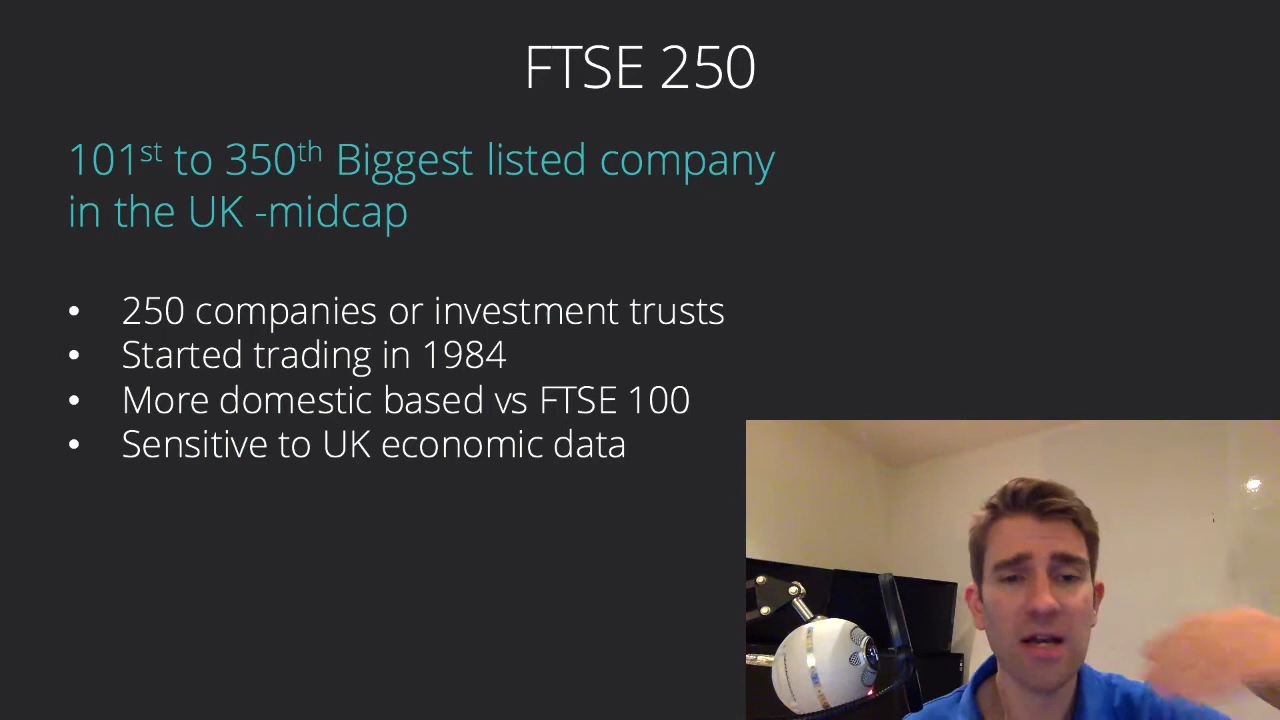 FTSE 250
101st to 350th Biggest listed company
in the UK -midcap
• 250 companies or investment trusts
• Started trading in 1984
• More domestic based vs FTSE 100
• Sensitive to UK economic data